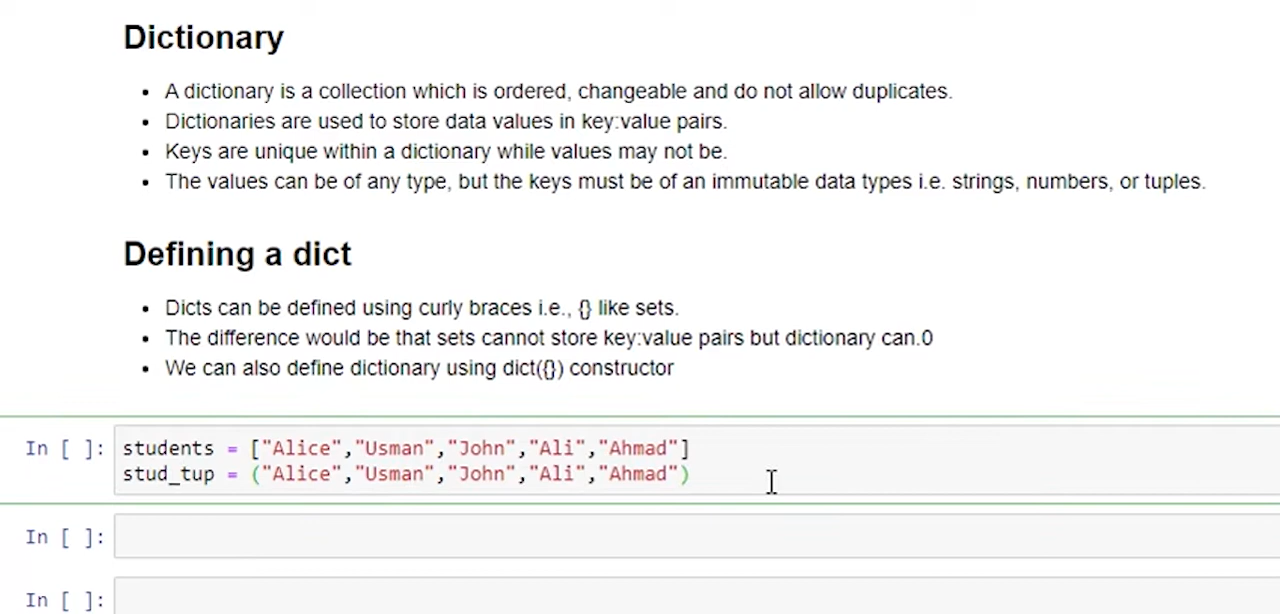 Dictionary
• A dictionary is a collection which is ordered, changeable and do not allow duplicates.
• Dictionaries are used to store data values in key:value pairs.
• Keys are unique within a dictionary while values may not be.
• The values can be of any type, but the keys must be of an immutable data types i.e. strings, numbers, or tuples.
Defining a dict
• Dicts can be defined using curly braces i.e., {} like sets.
• The difference would be that sets cannot store key:value pairs but dictionary can.0
• We can also define dictionary using dict({}) constructor
In [ ]: students = ["Alice","Usman","John","Ali","Ahmad"]
stud_tup = ("Alice","Usman","John","Ali","Ahmad")
In [ ]:
In [ ]: